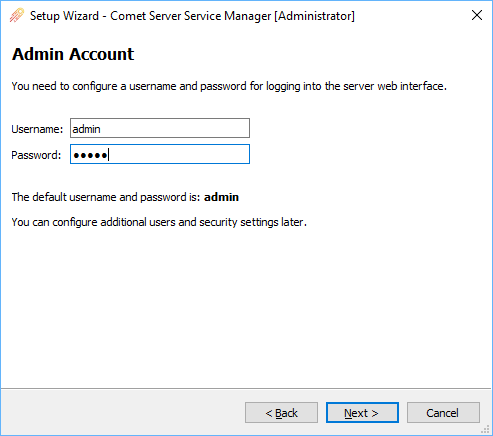 Setup Wizard - Comet Server Service Manager [Administrator]
Admin Account
You need to configure a username and password for logging into the server web interface.
Username: admin
Password: ●●●●●
The default username and password is: admin
You can configure additional users and security settings later.
< Back Next > Cancel